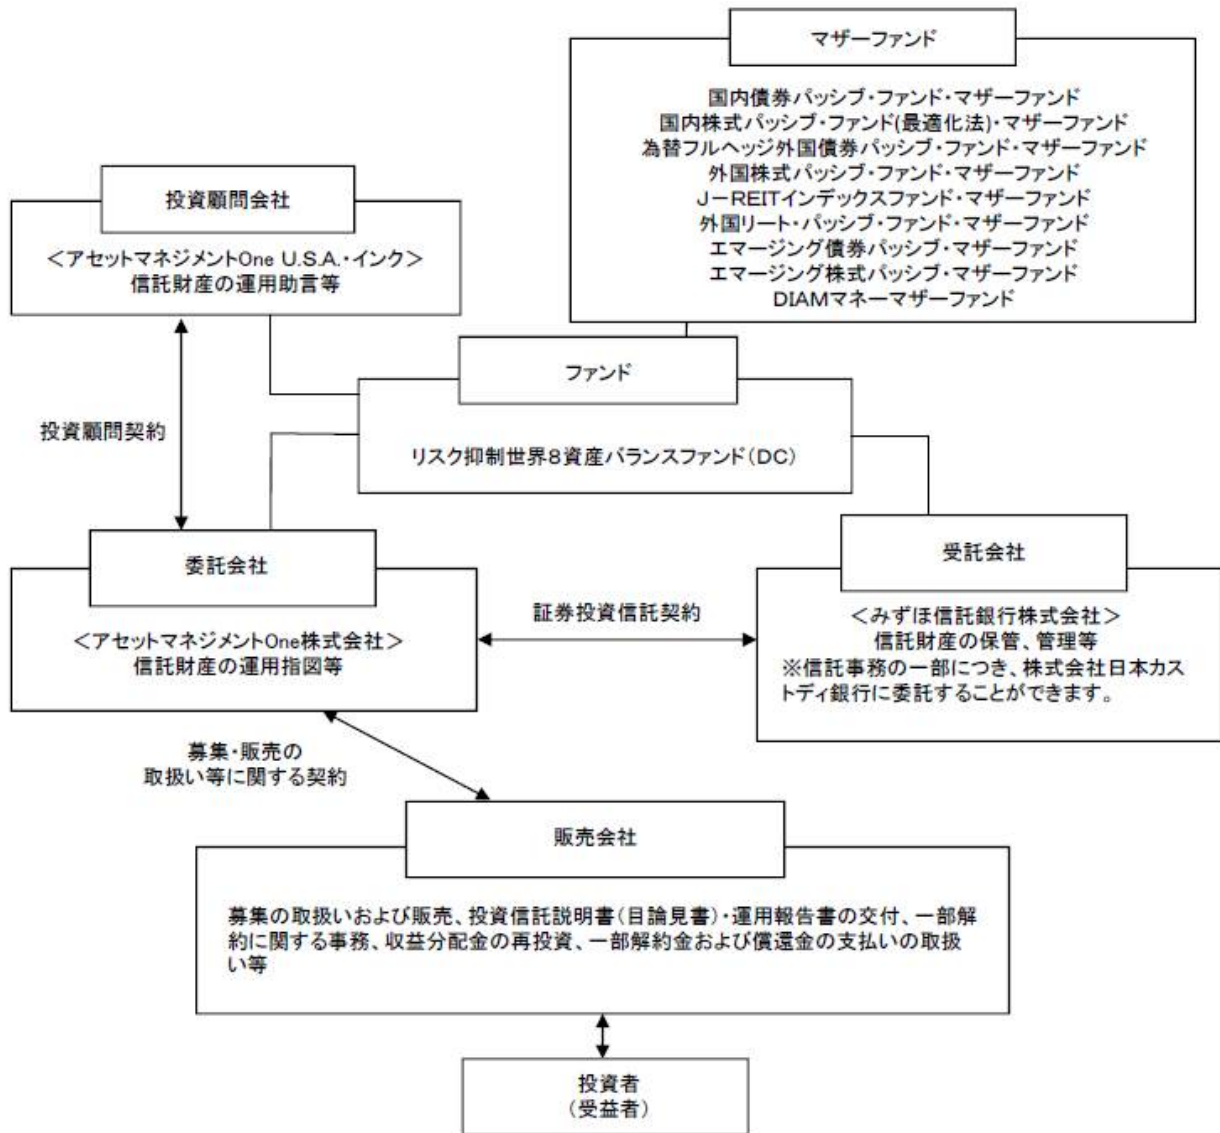 マザーファンド
国内債券パッシブ・ファンド・マザーファンド
国内株式パッシブ・ファンド(最適化法)・マザーファンド
為替フルヘッジ外国債券パッシブ・ファンド・マザーファンド
外国株式パッシブ・ファンド・マザーファンド
J－REITインデックスファンド・マザーファンド
外国リート・パッシブ・ファンド・マザーファンド
エマージング債券パッシブ・マザーファンド
エマージング株式パッシブ・マザーファンド
DIAMマネーマザーファンド
投資顧問会社
＜アセットマネジメントOne U.S.A.・インク＞
信託財産の運用助言等
ファンド
リスク抑制世界8資産バランスファンド（DC）
投資顧問契約
委託会社
＜アセットマネジメントOne株式会社＞
信託財産の運用指図等
証券投資信託契約
受託会社
＜みずほ信託銀行株式会社＞
信託財産の保管、管理等
※信託事務の一部につき、株式会社日本カス
トディ銀行に委託することができます。
募集・販売の
取扱い等に関する契約
販売会社
募集の取扱いおよび販売、投資信託説明書（目論見書）・運用報告書の交付、一部解
約に関する事務、収益分配金の再投資、一部解約金および償還金の支払いの取扱
い等
投資者
（受益者）